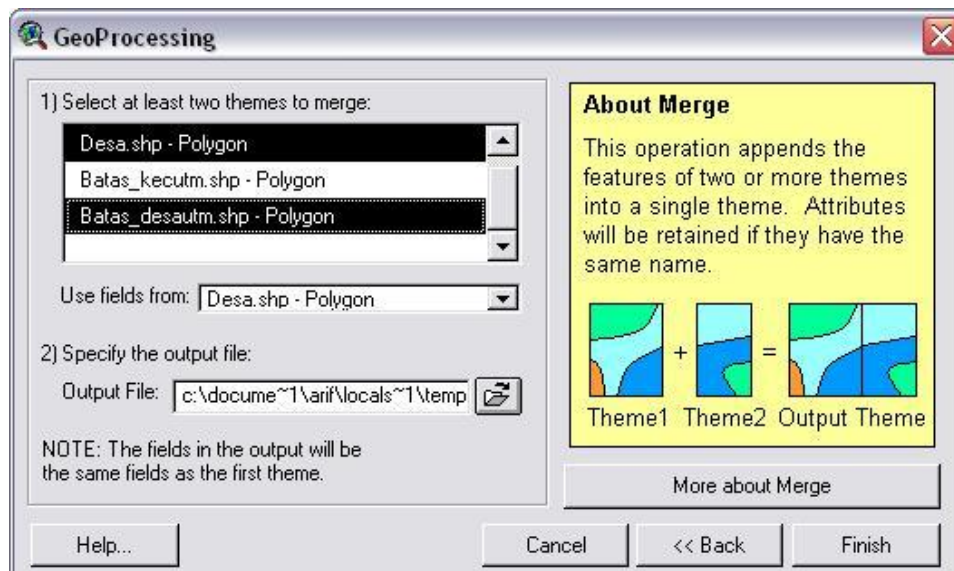 GeoProcessing
1) Select at least two themes to merge:
Desa.shp - Polygon
Batas_kecutm.shp - Polygon
Batas_desautm.shp - Polygon
Use fields from: Desa.shp - Polygon
2) Specify the output file:
Output File: c:\docume~1\arif\locals~1\temp
NOTE: The fields in the output will be
the same fields as the first theme.
About Merge
This operation appends the
features of two or more themes
into a single theme. Attributes
will be retained if they have the
same name.
+ =
Theme1 Theme2 Output Theme
More about Merge
Help... Cancel << Back Finish